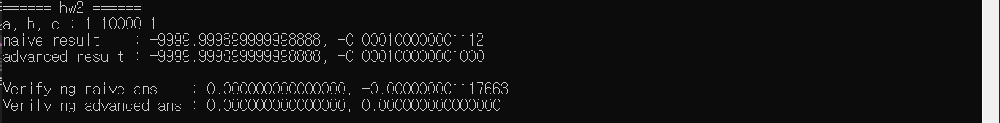 ====== hw2 ======
a, b, c : 1 10000 1
naive result    : -9999.999899999998888, -0.000100000001112
advanced result : -9999.999899999998888, -0.000100000001000
Verifying naive ans    : 0.000000000000000, -0.000000001117663
Verifying advanced ans : 0.000000000000000, 0.000000000000000